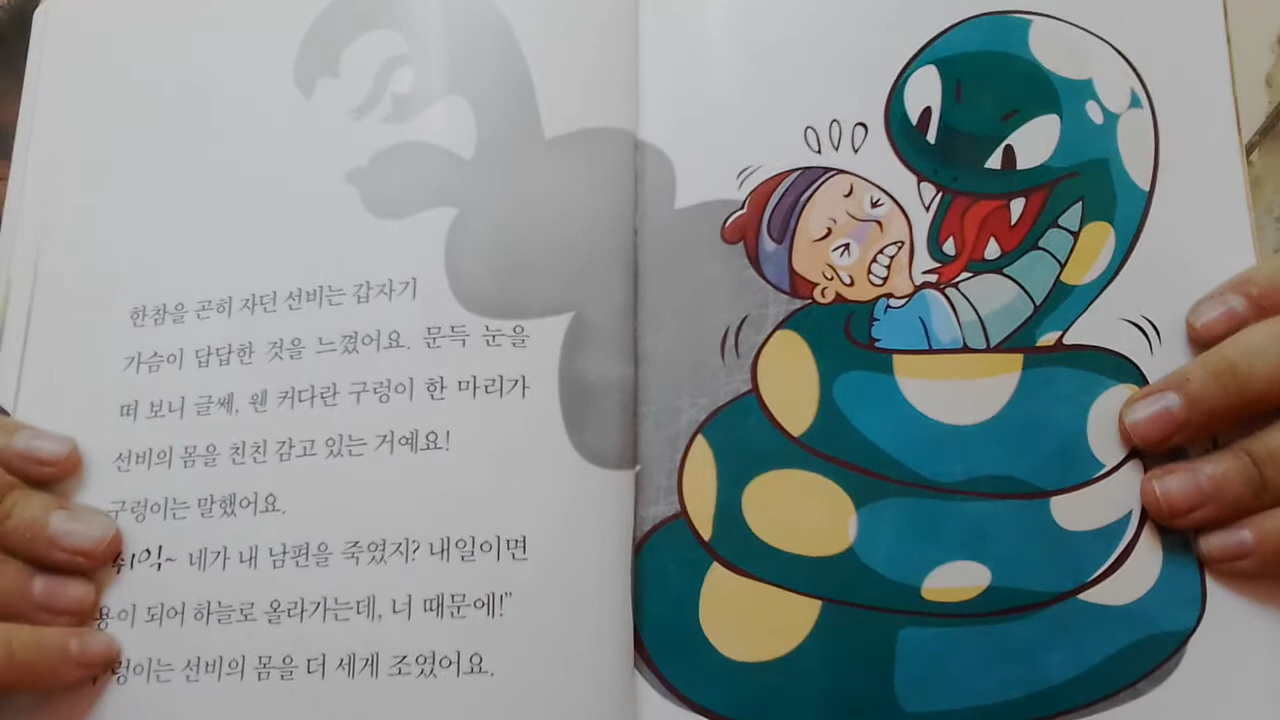 한참을 곤히 자던 선비는 갑자기
가슴이 답답한 것을 느꼈어요. 문득 눈을
떠 보니 글쎄, 웬 커다란 구렁이 한 마리가
선비의 몸을 친친 감고 있는 거예요!
구렁이는 말했어요.
쉬익~ 네가 내 남편을 죽였지? 내일이면
용이 되어 하늘로 올라가는데, 너 때문에!”
구렁이는 선비의 몸을 더 세게 조였어요.